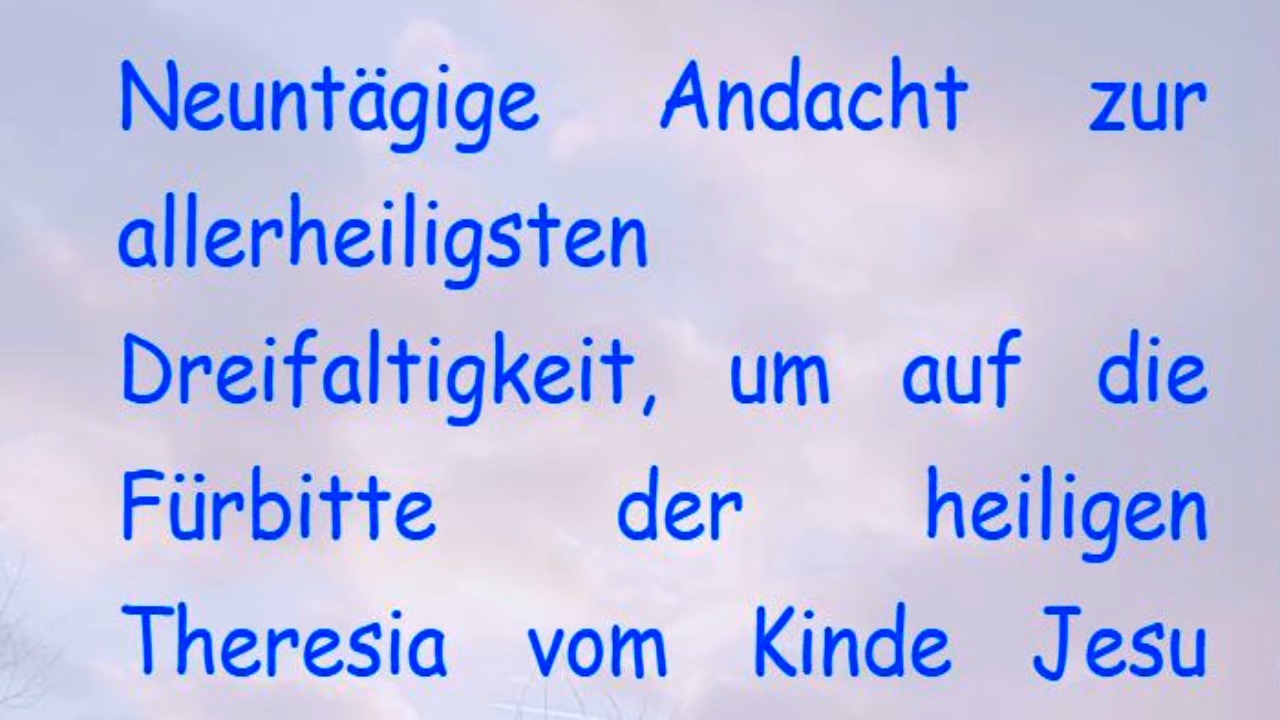 Neuntägige Andacht zur
allerheiligsten
Dreifaltigkeit, um auf die
Fürbitte der heiligen
Theresia vom Kinde Jesu